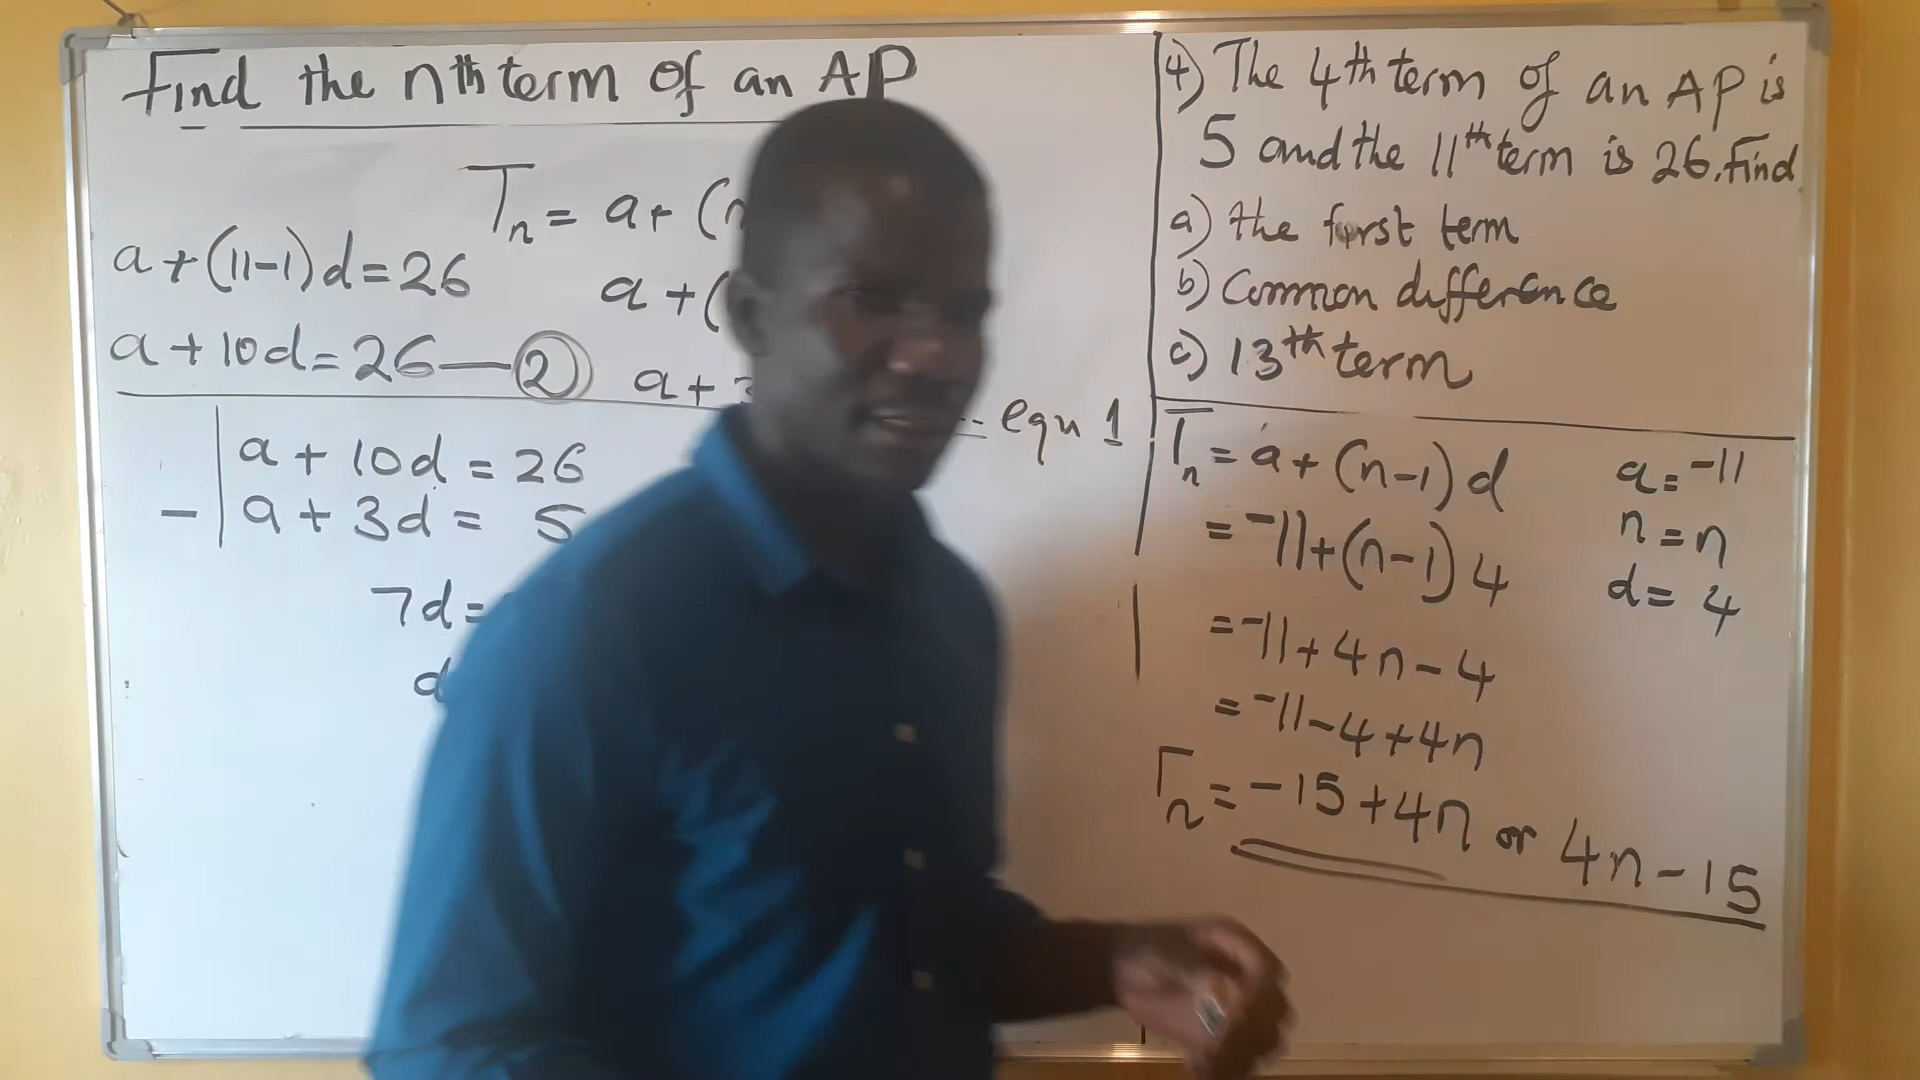 Find the nth term of an AP
Tn = a + (n
a + (11-1)d = 26
a + (
a + 10d = 26 — 2
a +
-- equ 1
a + 10d = 26
- a + 3d = 5
7d =
d
4) The 4th term of an AP is
5 and the 11th term is 26. Find
a) the first term
b) Common difference
c) 13th term
Tn = a + (n-1)d
a = -11
= -11 + (n-1)4
n = n
d = 4
= -11 + 4n - 4
= -11 - 4 + 4n
Tn = -15 + 4n or 4n - 15